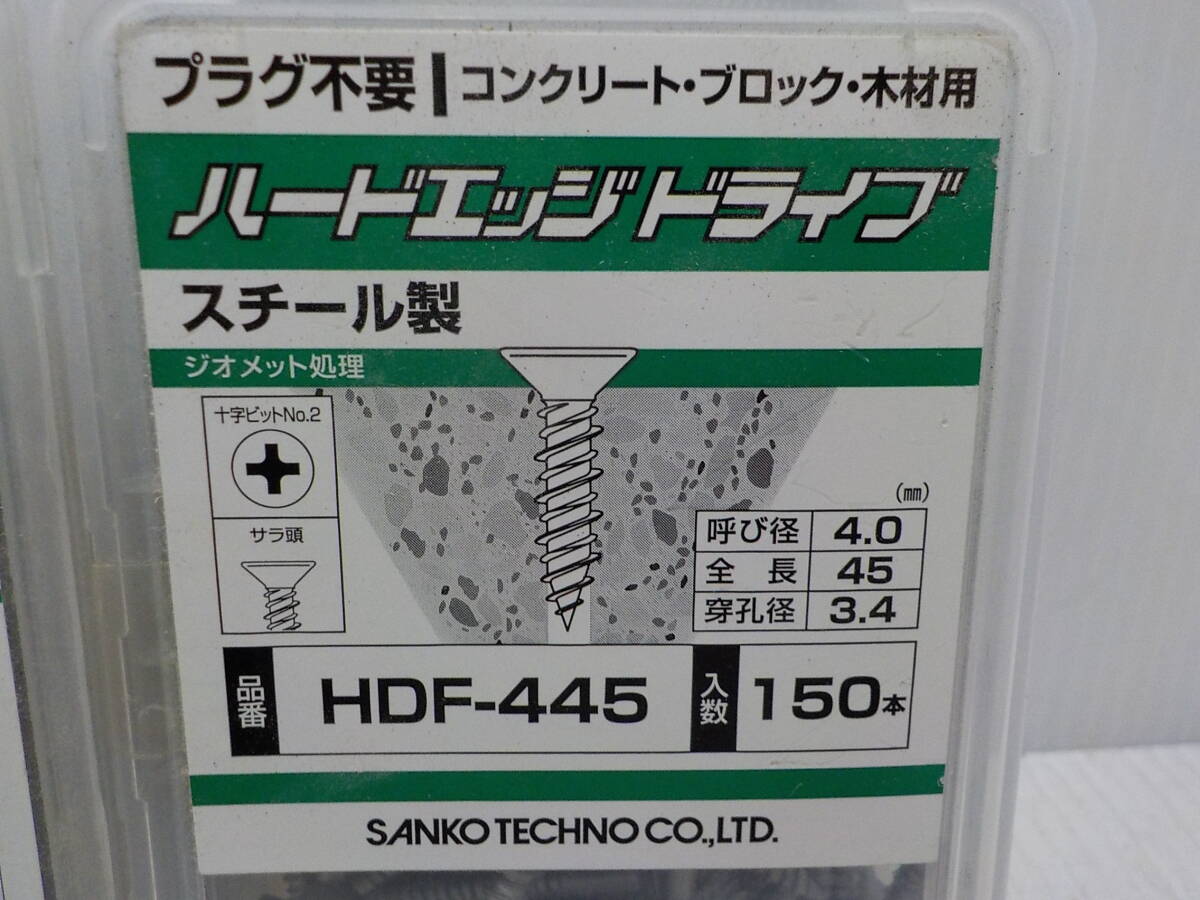 プラグ不要 | コンクリート・ブロック・木材用
ハードエッジドライブ
スチール製
ジオメット処理
十字ビットNo.2
サラ頭
(mm)
呼び径 4.0
全長 45
穿孔径 3.4
品番 HDF-445 入数 150本
SANKO TECHNO CO.,LTD.